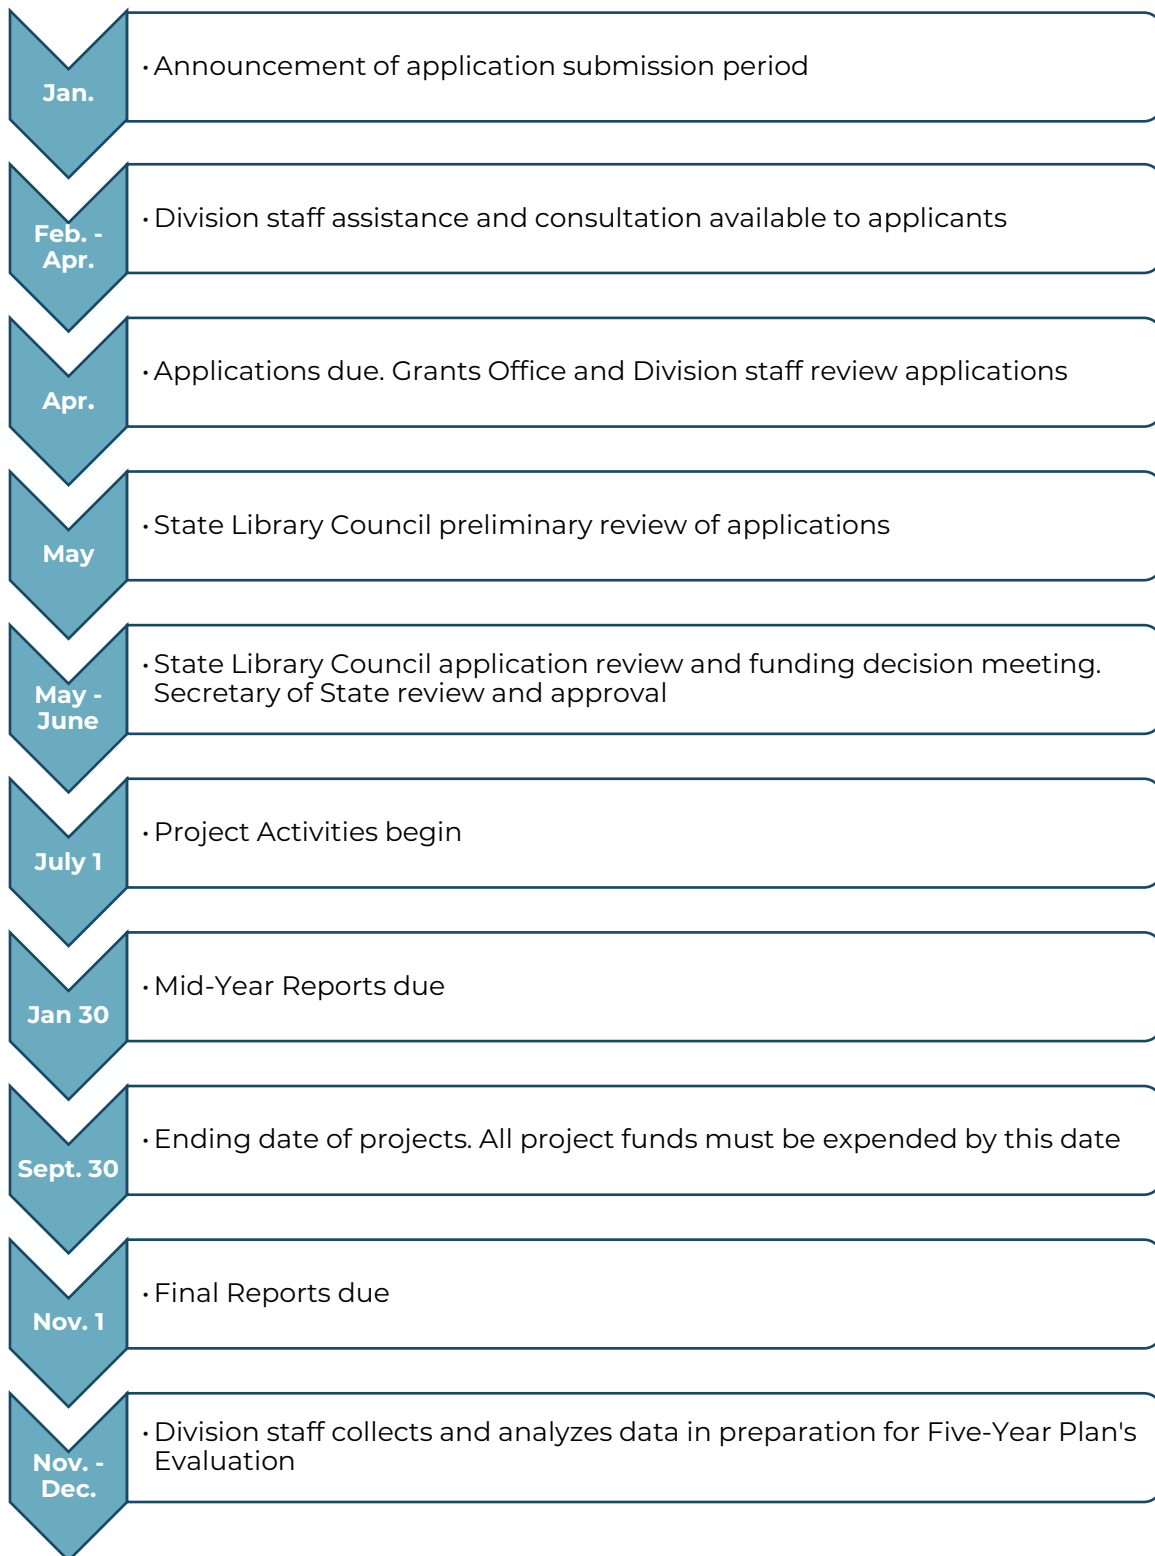 Jan.
· Announcement of application submission period
Feb. -
Apr.
· Division staff assistance and consultation available to applicants
Apr.
· Applications due. Grants Office and Division staff review applications
May
· State Library Council preliminary review of applications
May -
June
· State Library Council application review and funding decision meeting.
Secretary of State review and approval
July 1
· Project Activities begin
Jan 30
· Mid-Year Reports due
Sept. 30
· Ending date of projects. All project funds must be expended by this date
Nov. 1
· Final Reports due
Nov. -
Dec.
· Division staff collects and analyzes data in preparation for Five-Year Plan's
Evaluation